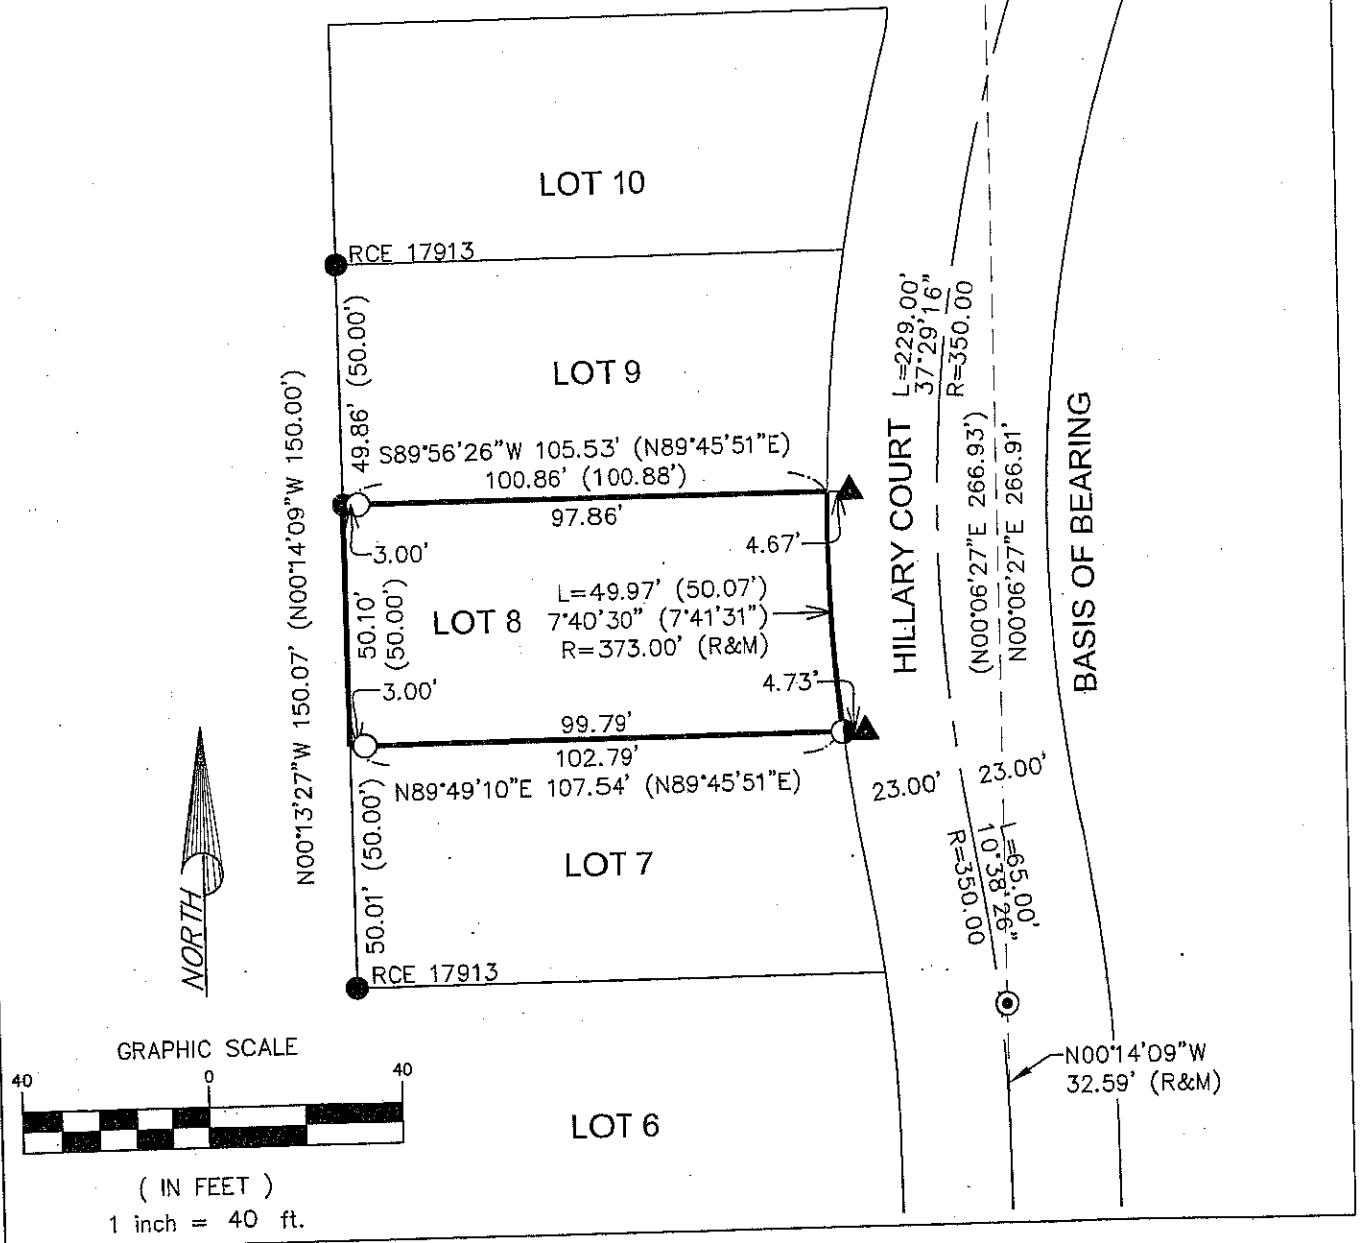 LOT 10
RCE 17913
49.86' (50.00')
LOT 9
L=229.00'
37°29'16"
R=350.00
S89°56'26"W 105.53' (N89°45'51"E)
100.86' (100.88')
97.86'
3.00'
4.67'
N00°13'27"W 150.07' (N00°14'09"W 150.00')
50.10'
(50.00')
LOT 8
L=49.97' (50.07')
7°40'30" (7°41'31")
R=373.00' (R&M)
HILLARY COURT
(N00°06'27"E 266.93')
N00°06'27"E 266.91'
BASIS OF BEARING
3.00'
4.73'
99.79'
102.79'
N89°49'10"E 107.54' (N89°45'51"E)
23.00'
23.00'
50.01' (50.00')
LOT 7
L=65.00'
10°38'26"
R=350.00
NORTH
RCE 17913
GRAPHIC SCALE
40 0 40
( IN FEET )
1 inch = 40 ft.
N00°14'09"W
32.59' (R&M)
LOT 6